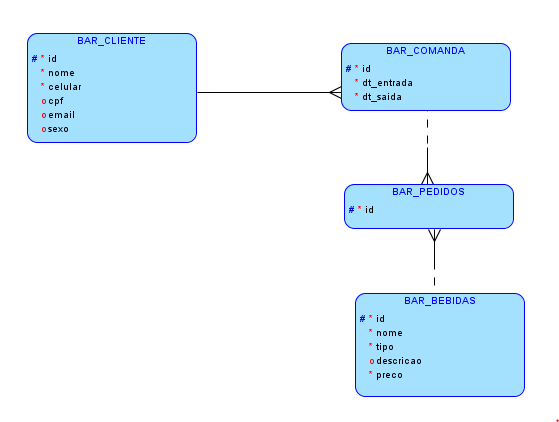 BAR_CLIENTE
# * id
* nome
* celular
o cpf
o email
o sexo
BAR_COMANDA
# * id
* dt_entrada
* dt_saida
BAR_PEDIDOS
# * id
BAR_BEBIDAS
# * id
* nome
* tipo
o descricao
* preco